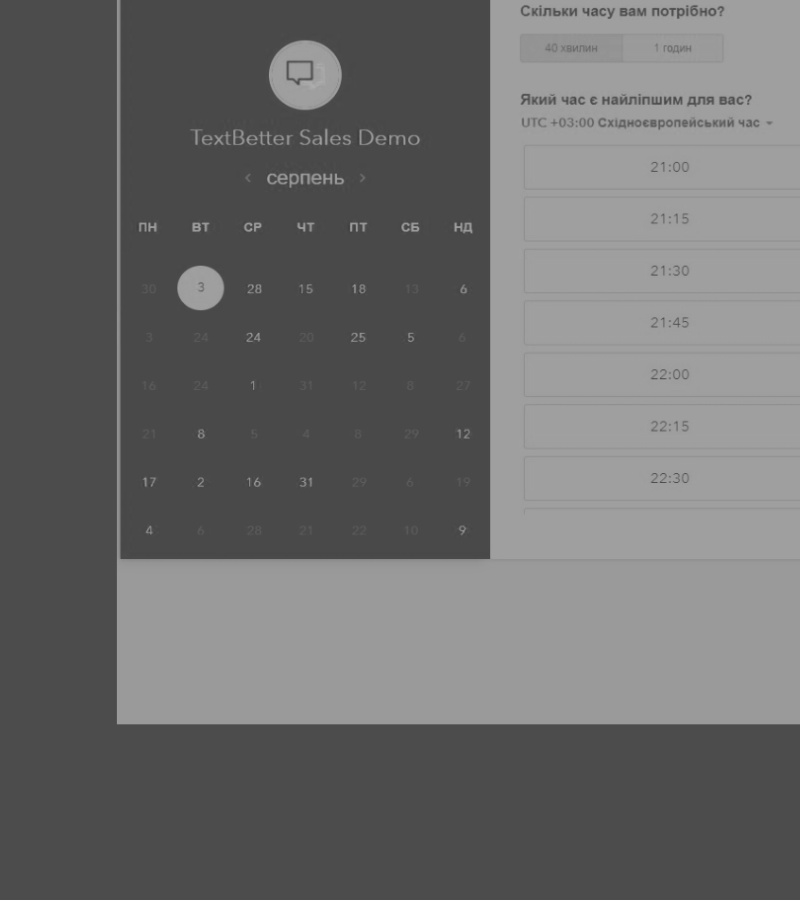 TextBetter Sales Demo
‹ серпень ›
ПН ВТ СР ЧТ ПТ СБ НД
30 3 28 15 18 13 6
3 24 24 20 25 5 6
16 24 1 31 12 8 27
21 8 5 4 8 29 12
17 2 16 31 29 6 19
4 6 28 21 22 10 9
Скільки часу вам потрібно?
40 хвилин 1 годин
Який час є найліпшим для вас?
UTC +03:00 Східноєвропейський час
21:00
21:15
21:30
21:45
22:00
22:15
22:30